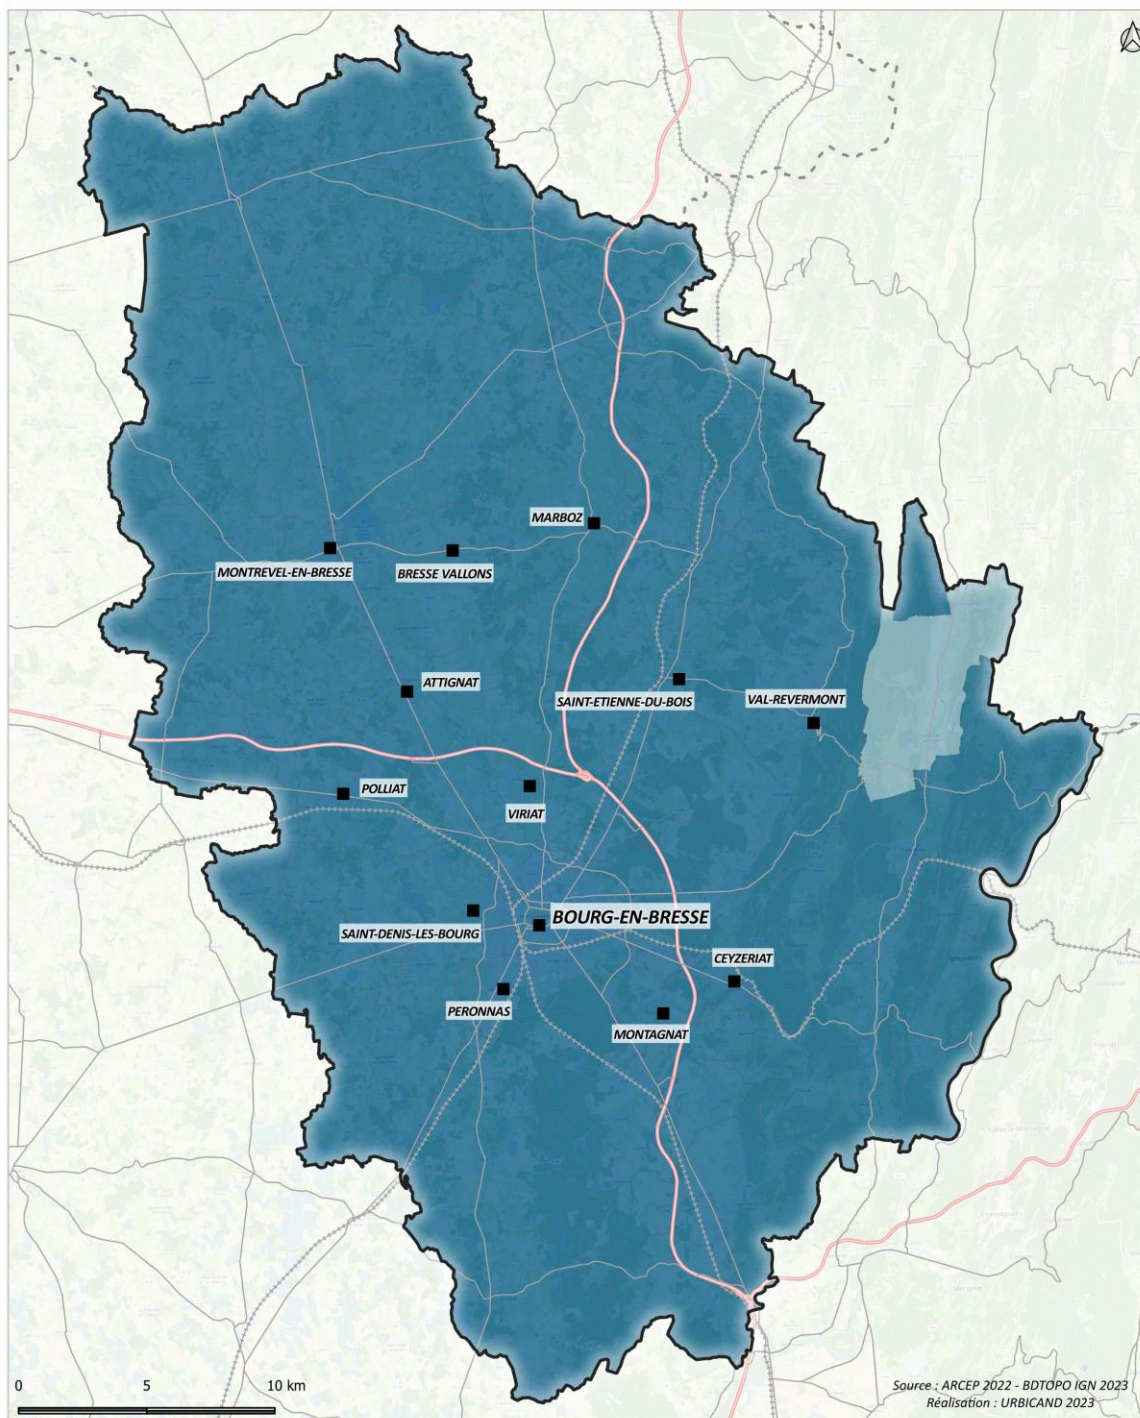 MARBOZ
MONTREVEL-EN-BRESSE
BRESSE VALLONS
ATTIGNAT
SAINT-ETIENNE-DU-BOIS
VAL-REVERMONT
POLLIAT
VIRIAT
BOURG-EN-BRESSE
SAINT-DENIS-LES-BOURG
CEYZERIAT
PERONNAS
MONTAGNAT
0 5 10 km
Source : ARCEP 2022 - BDTOPO IGN 2023
Réalisation : URBICAND 2023